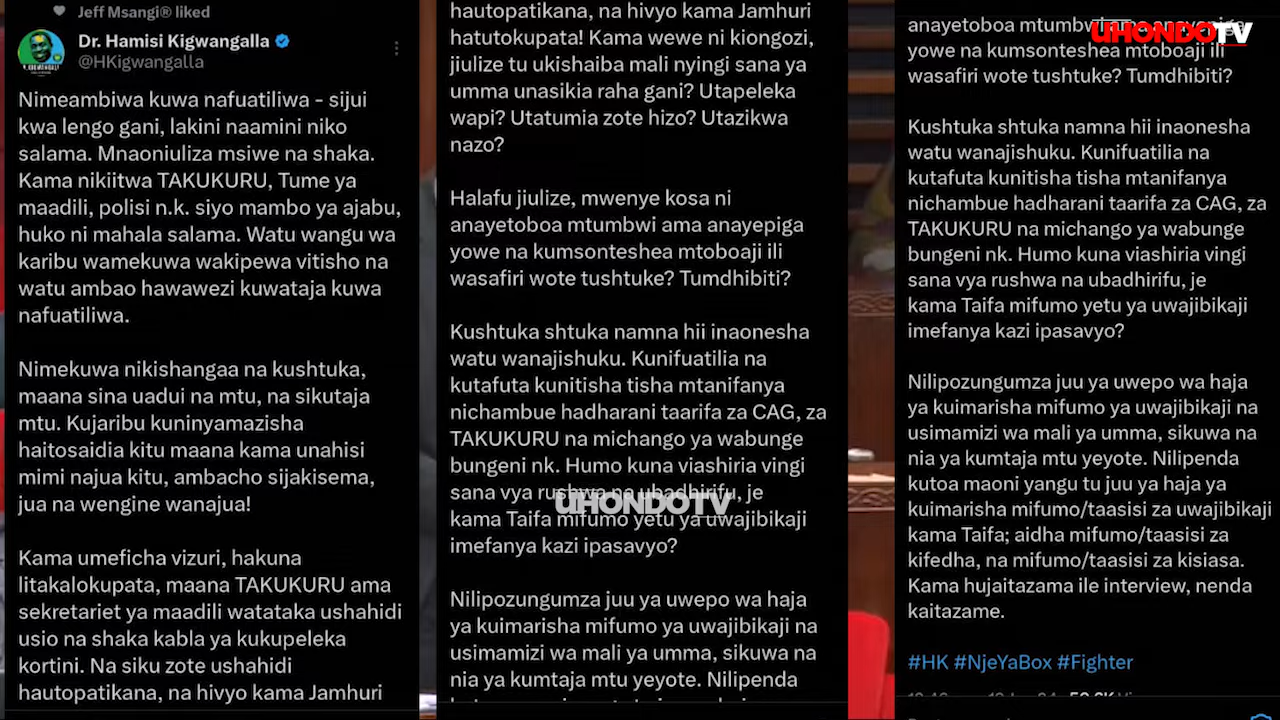 Jeff Msangi® liked
Dr. Hamisi Kigwangalla
@HKigwangalla
Nimeambiwa kuwa nafuatiliwa - sijui
kwa lengo gani, lakini naamini niko
salama. Mnaoniuliza msiwe na shaka.
Kama nikiitwa TAKUKURU, Tume ya
maadili, polisi n.k. siyo mambo ya ajabu,
huko ni mahala salama. Watu wangu wa
karibu wamekuwa wakipewa vitisho na
watu ambao hawawezi kuwataja kuwa
nafuatiliwa.
Nimekuwa nikishangaa na kushtuka,
maana sina uadui na mtu, na sikutaja
mtu. Kujaribu kuninyamazisha
haitosaidia kitu maana kama unahisi
mimi najua kitu, ambacho sijakisema,
jua na wengine wanajua!
Kama umeficha vizuri, hakuna
litakalokupata, maana TAKUKURU ama
sekretariet ya maadili watataka ushahidi
usio na shaka kabla ya kukupeleka
kortini. Na siku zote ushahidi
hautopatikana, na hivyo kama Jamhuri
hautopatikana, na hivyo kama Jamhuri
hatutokupata! Kama wewe ni kiongozi,
jiulize tu ukishaiba mali nyingi sana ya
umma unasikia raha gani? Utapeleka
wapi? Utatumia zote hizo? Utazikwa
nazo?
Halafu jiulize, mwenye kosa ni
anayetoboa mtumbwi ama anayepiga
yowe na kumsonteshea mtoboaji ili
wasafiri wote tushtuke? Tumdhibiti?
Kushtuka shtuka namna hii inaonesha
watu wanajishuku. Kunifuatilia na
kutafuta kunitisha tisha mtanifanya
nichambue hadharani taarifa za CAG, za
TAKUKURU na michango ya wabunge
bungeni nk. Humo kuna viashiria vingi
sana vya rushwa na ubadhirifu, je
kama Taifa mifumo yetu ya uwajibikaji
imefanya kazi ipasavyo?
Nilipozungumza juu ya uwepo wa haja
ya kuimarisha mifumo ya uwajibikaji na
usimamizi wa mali ya umma, sikuwa na
nia ya kumtaja mtu yeyote. Nilipenda
UHONDOTV
UHONDOTV
anayetoboa mtumbwi ama anayepiga
yowe na kumsonteshea mtoboaji ili
wasafiri wote tushtuke? Tumdhibiti?
Kushtuka shtuka namna hii inaonesha
watu wanajishuku. Kunifuatilia na
kutafuta kunitisha tisha mtanifanya
nichambue hadharani taarifa za CAG, za
TAKUKURU na michango ya wabunge
bungeni nk. Humo kuna viashiria vingi
sana vya rushwa na ubadhirifu, je
kama Taifa mifumo yetu ya uwajibikaji
imefanya kazi ipasavyo?
Nilipozungumza juu ya uwepo wa haja
ya kuimarisha mifumo ya uwajibikaji na
usimamizi wa mali ya umma, sikuwa na
nia ya kumtaja mtu yeyote. Nilipenda
kutoa maoni yangu tu juu ya haja ya
kuimarisha mifumo/taasisi za uwajibikaji
kama Taifa; aidha mifumo/taasisi za
kifedha, na mifumo/taasisi za kisiasa.
Kama hujaitazama ile interview, nenda
kaitazame.
#HK #NjeYaBox #Fighter